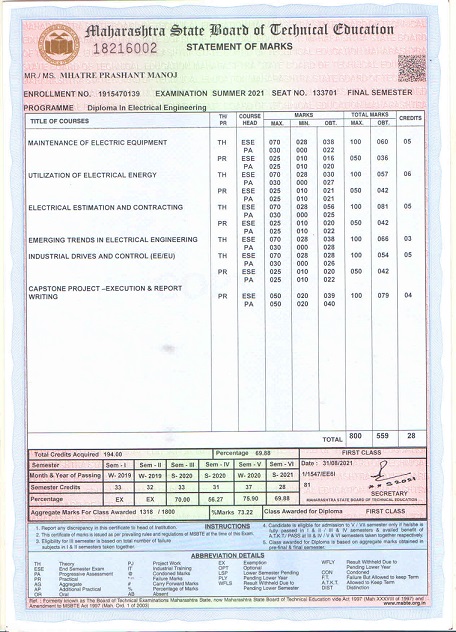 Maharashtra State Board of Technical Education
18216002 STATEMENT OF MARKS
MR / MS. MHATRE PRASHANT MANOJ
ENROLLMENT NO. 1915470139 EXAMINATION SUMMER 2021 SEAT NO. 133701 FINAL SEMESTER
PROGRAMME Diploma In Electrical Engineering
TITLE OF COURSES TH/ PR COURSE HEAD MARKS MAX. MIN. OBT. TOTAL MARKS MAX. OBT. CREDITS
MAINTENANCE OF ELECTRIC EQUIPMENT TH ESE 070 028 038 100 060 05
PA 030 000 022
PR ESE 025 010 016 050 036
PA 025 010 020
UTILIZATION OF ELECTRICAL ENERGY TH ESE 070 028 030 100 057 06
PA 030 000 027
PR ESE 025 010 021 050 042
PA 025 010 021
ELECTRICAL ESTIMATION AND CONTRACTING TH ESE 070 028 056 100 081 05
PA 030 000 025
PR ESE 025 010 020 050 042
PA 025 010 022
EMERGING TRENDS IN ELECTRICAL ENGINEERING TH ESE 070 028 038 100 066 03
PA 030 000 028
INDUSTRIAL DRIVES AND CONTROL (EE/EU) TH ESE 070 028 028 100 054 05
PA 030 000 026
PR ESE 025 010 020 050 042
PA 025 010 022
CAPSTONE PROJECT –EXECUTION & REPORT
WRITING PR ESE 050 020 039 100 079 04
PA 050 020 040
TOTAL 800 559 28
Total Credits Acquired 194.00 Percentage 69.88 FIRST CLASS
Semester Sem - I Sem - II Sem - III Sem - IV Sem - V Sem - VI Date : 31/08/2021
Month & Year of Passing W- 2019 W- 2019 S- 2020 S- 2020 W- 2020 S- 2021 1/1547/EE6I
Semester Credits 33 32 33 31 37 28 81
Percentage EX EX 70.00 69.88
SECRETARY
MAHARASHTRA STATE BOARD OF TECHNICAL EDUCATION
Aggregate Marks For Class Awarded 1318 / 1800 %Marks 73.22 Class Awarded for Diploma FIRST CLASS
INSTRUCTIONS
1. Report any discrepancy in this certificate to head of Institution.
2. This certificate of marks is issued as per prevailing rules and regulations of MSBTE at the time of this Exam.
3. Eligibility for III semester is based on total number of failure
subjects in I & II semesters taken together.
4. Candidate is eligible for admission to V / VII semester only if he/she is
fully passed in I & II / III & IV semesters & availed benefit of
A.T.K.T/ PASS at III & IV / V & VI semesters taken together respectively.
5. Class awarded for Diploma is based on aggregate marks obtained in
pre-final & final semester.
ABBREVIATION DETAILS
TH Theory PJ Project Work EX Exemption WFLY Result Withheld Due to
ESE End Semester Exam IT Industrial Training OPT Optional Pending Lower Year
PA Progressive Assessment @ Combined Marks LSP Lower Semester Pending CON Condoned
PR Practical * Failure Marks PLY Pending Lower Year FT. Failure But Allowed to Keep Term
AG Aggregate # Carry Forward Marks WFLS Result Withheld Due to A.T.K.T. Allowed to Keep Term
AP Additional Practical % Percentage of Marks Pending Lower Semester DIST Distinction
OR Oral AB Absent
Ref. : Formerly known as The Board of Technical Examinations Maharashtra State, now Maharashtra State Board of Technical Education vide Act 1997 (Mah.Act XXXVIII of 1997) and
Amendment to MSBTE Act 1997 (Mah. Ord. 1 of 2003) www.msbte.org.in